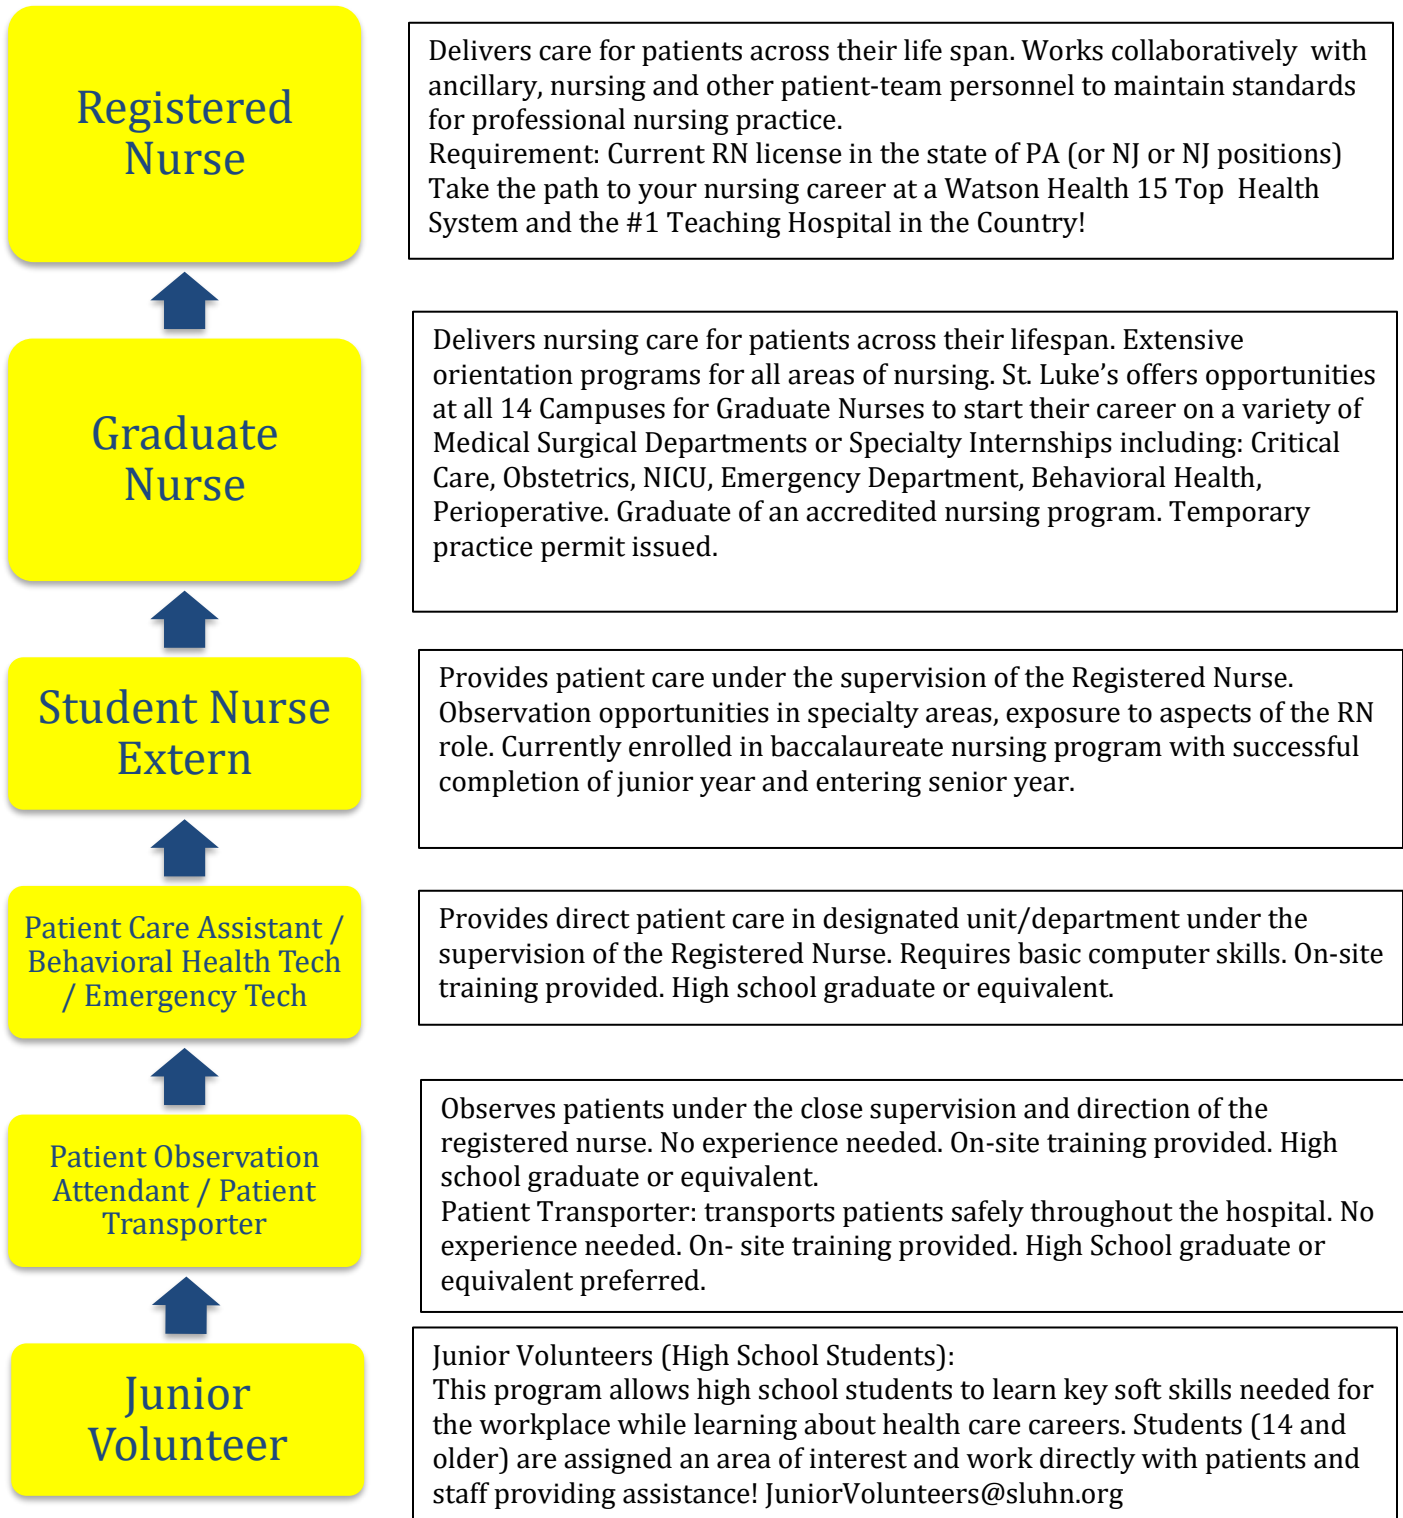 Registered
Nurse
Delivers care for patients across their life span. Works collaboratively with
ancillary, nursing and other patient-team personnel to maintain standards
for professional nursing practice.
Requirement: Current RN license in the state of PA (or NJ or NJ positions)
Take the path to your nursing career at a Watson Health 15 Top Health
System and the #1 Teaching Hospital in the Country!
Graduate
Nurse
Delivers nursing care for patients across their lifespan. Extensive
orientation programs for all areas of nursing. St. Luke’s offers opportunities
at all 14 Campuses for Graduate Nurses to start their career on a variety of
Medical Surgical Departments or Specialty Internships including: Critical
Care, Obstetrics, NICU, Emergency Department, Behavioral Health,
Perioperative. Graduate of an accredited nursing program. Temporary
practice permit issued.
Student Nurse
Extern
Provides patient care under the supervision of the Registered Nurse.
Observation opportunities in specialty areas, exposure to aspects of the RN
role. Currently enrolled in baccalaureate nursing program with successful
completion of junior year and entering senior year.
Patient Care Assistant /
Behavioral Health Tech
/ Emergency Tech
Provides direct patient care in designated unit/department under the
supervision of the Registered Nurse. Requires basic computer skills. On-site
training provided. High school graduate or equivalent.
Patient Observation
Attendant / Patient
Transporter
Observes patients under the close supervision and direction of the
registered nurse. No experience needed. On-site training provided. High
school graduate or equivalent.
Patient Transporter: transports patients safely throughout the hospital. No
experience needed. On- site training provided. High School graduate or
equivalent preferred.
Junior
Volunteer
Junior Volunteers (High School Students):
This program allows high school students to learn key soft skills needed for
the workplace while learning about health care careers. Students (14 and
older) are assigned an area of interest and work directly with patients and
staff providing assistance! JuniorVolunteers@sluhn.org